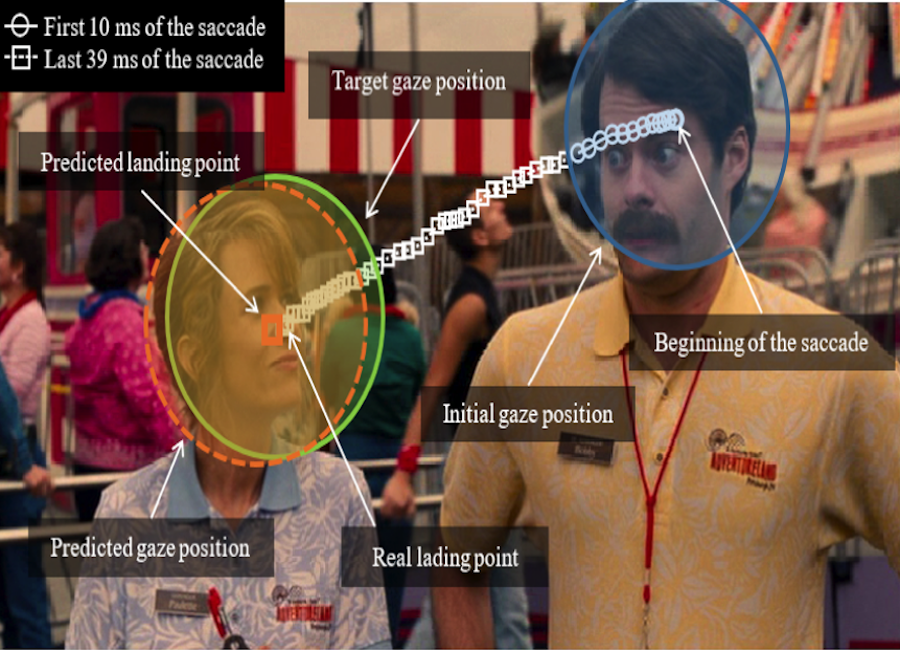 First 10 ms of the saccade
Last 39 ms of the saccade
Target gaze position
Predicted landing point
Beginning of the saccade
Initial gaze position
Predicted gaze position
Real lading point
Bobby
ADVENTURELAND
Paulette
ADVENTURELAND